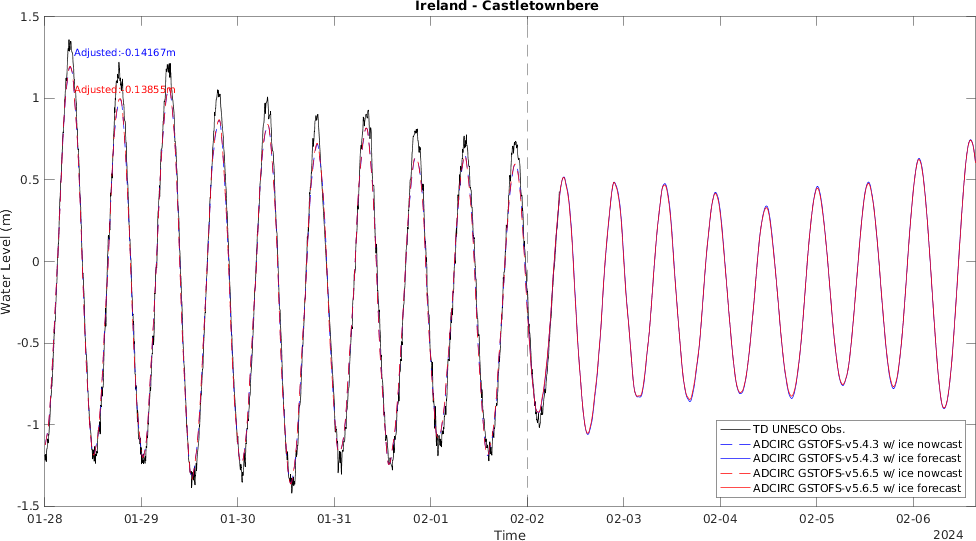 Ireland - Castletownbere
Adjusted:-0.14167m
Adjusted:-0.13855m
Water Level (m)
1.5
1
0.5
0
-0.5
-1
-1.5
01-28
01-29
01-30
01-31
02-01
02-02
02-03
02-04
02-05
02-06
Time
2024
TD UNESCO Obs.
ADCIRC GSTOFS-v5.4.3 w/ ice nowcast
ADCIRC GSTOFS-v5.4.3 w/ ice forecast
ADCIRC GSTOFS-v5.6.5 w/ ice nowcast
ADCIRC GSTOFS-v5.6.5 w/ ice forecast